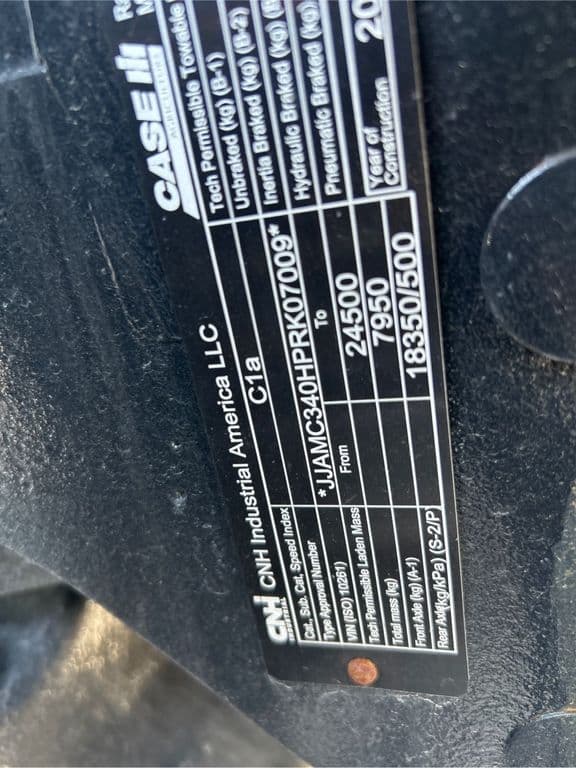 CNH INDUSTRIAL CNH Industrial America LLC
CASE IH
AGRICULTURE
Cat., Sub. Cat, Speed Index C1a
Type Approval Number
VIN (ISO 10261) *JJAMC340HPRK07009*
Tech Permissible Laden Mass From To
Total mass (kg) 24500
Front Axle (kg) (A-1) 7950
Rear Axle(kg/kPa) (S-2/P) 18350/500
Tech Permissible Towable
Unbraked (kg) (B-1)
Inertia Braked (kg) (B-2)
Hydraulic Braked (kg) (B
Pneumatic Braked (kg)
Year of
Construction 20